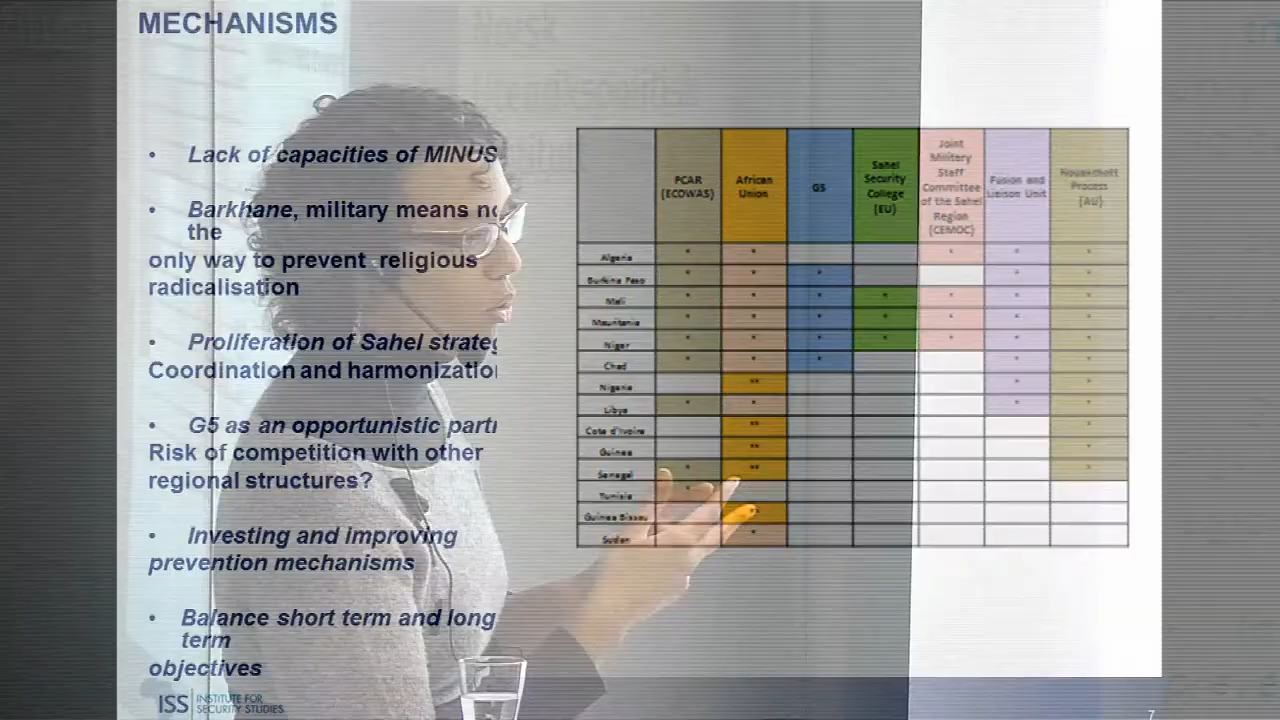 MECHANISMS
• Lack of capacities of MINUS
• Barkhane, military means no
the
only way to prevent religious
radicalisation
• Proliferation of Sahel strateg
Coordination and harmonization
• G5 as an opportunistic partn
Risk of competition with other
regional structures?
• Investing and improving
prevention mechanisms
• Balance short term and long
term
objectives
PCAR
(ECOWAS)
African
Union
G5
Sahel
Security
College
(EU)
Joint
Military
Staff
Committee
of the Sahel
Region
(CEMOC)
Fusion and
Liaison Unit
Nouakchott
Process
(AU)
Algeria * * * * *
Burkina Faso * * * * *
Mali * * * * * * *
Mauritania * * * * * * *
Niger * * * * * * *
Chad * * * * *
Nigeria ** * *
Libya * * * *
Cote d'Ivoire ** *
Guinea ** *
Senegal * ** *
Tunisia *
Guinea Bissau **
Sudan *
Norsk
ISS INSTITUTE FOR
SECURITY STUDIES
7